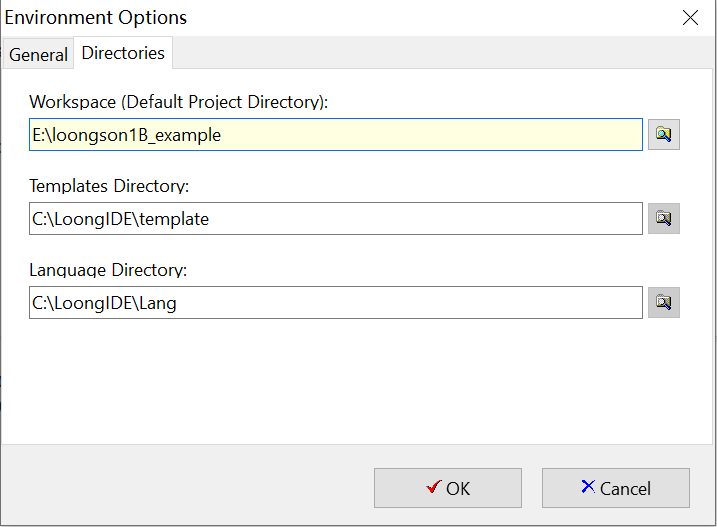 Environment Options
General Directories
Workspace (Default Project Directory):
E:\loongson1B_example
Templates Directory:
C:\LoongIDE\template
Language Directory:
C:\LoongIDE\Lang
OK Cancel